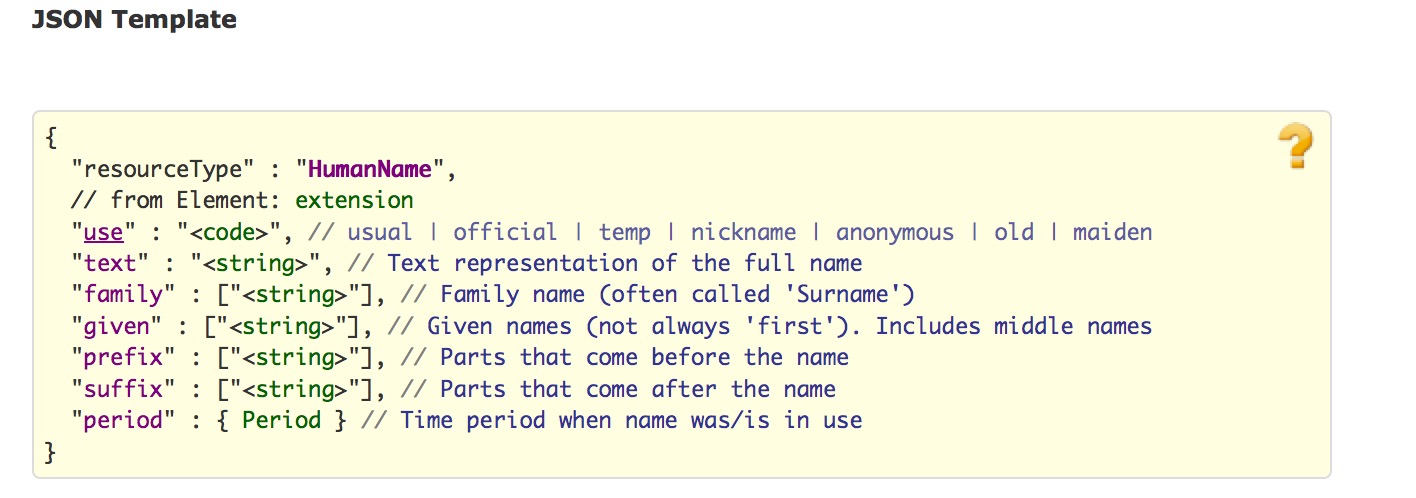 JSON Template
{
"resourceType" : "HumanName",
// from Element: extension
"use" : "<code>", // usual | official | temp | nickname | anonymous | old | maiden
"text" : "<string>", // Text representation of the full name
"family" : ["<string>"], // Family name (often called 'Surname')
"given" : ["<string>"], // Given names (not always 'first'). Includes middle names
"prefix" : ["<string>"], // Parts that come before the name
"suffix" : ["<string>"], // Parts that come after the name
"period" : { Period } // Time period when name was/is in use
}
?